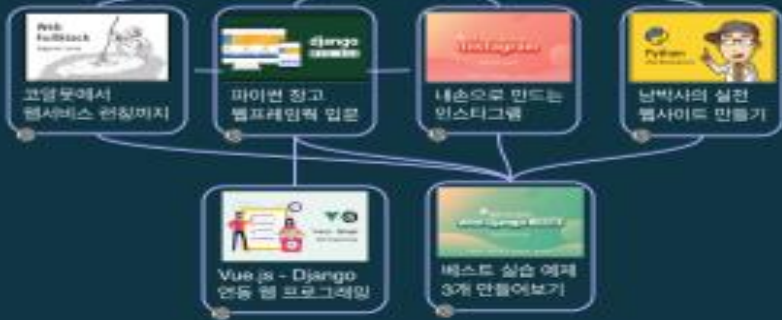 Web
FullStack
코알못에서
웹서비스 런칭까지
django
파이썬 장고
웹프레임웍 입문
Instagram
내손으로 만드는
인스타그램
Python
남박사의 실전
웹사이트 만들기
Vue.js - Django
연동 웹 프로그래밍
베스트 실습 예제
3개 만들어보기